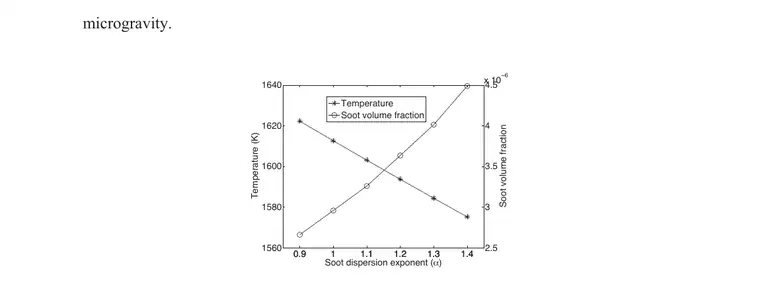 microgravity.
x 10⁻⁶
1640
4.5
Temperature
Soot volume fraction
1620
4
Temperature (K)
1600
3.5
Soot volume fraction
1580
3
1560
2.5
0.9 1 1.1 1.2 1.3 1.4
Soot dispersion exponent (α)